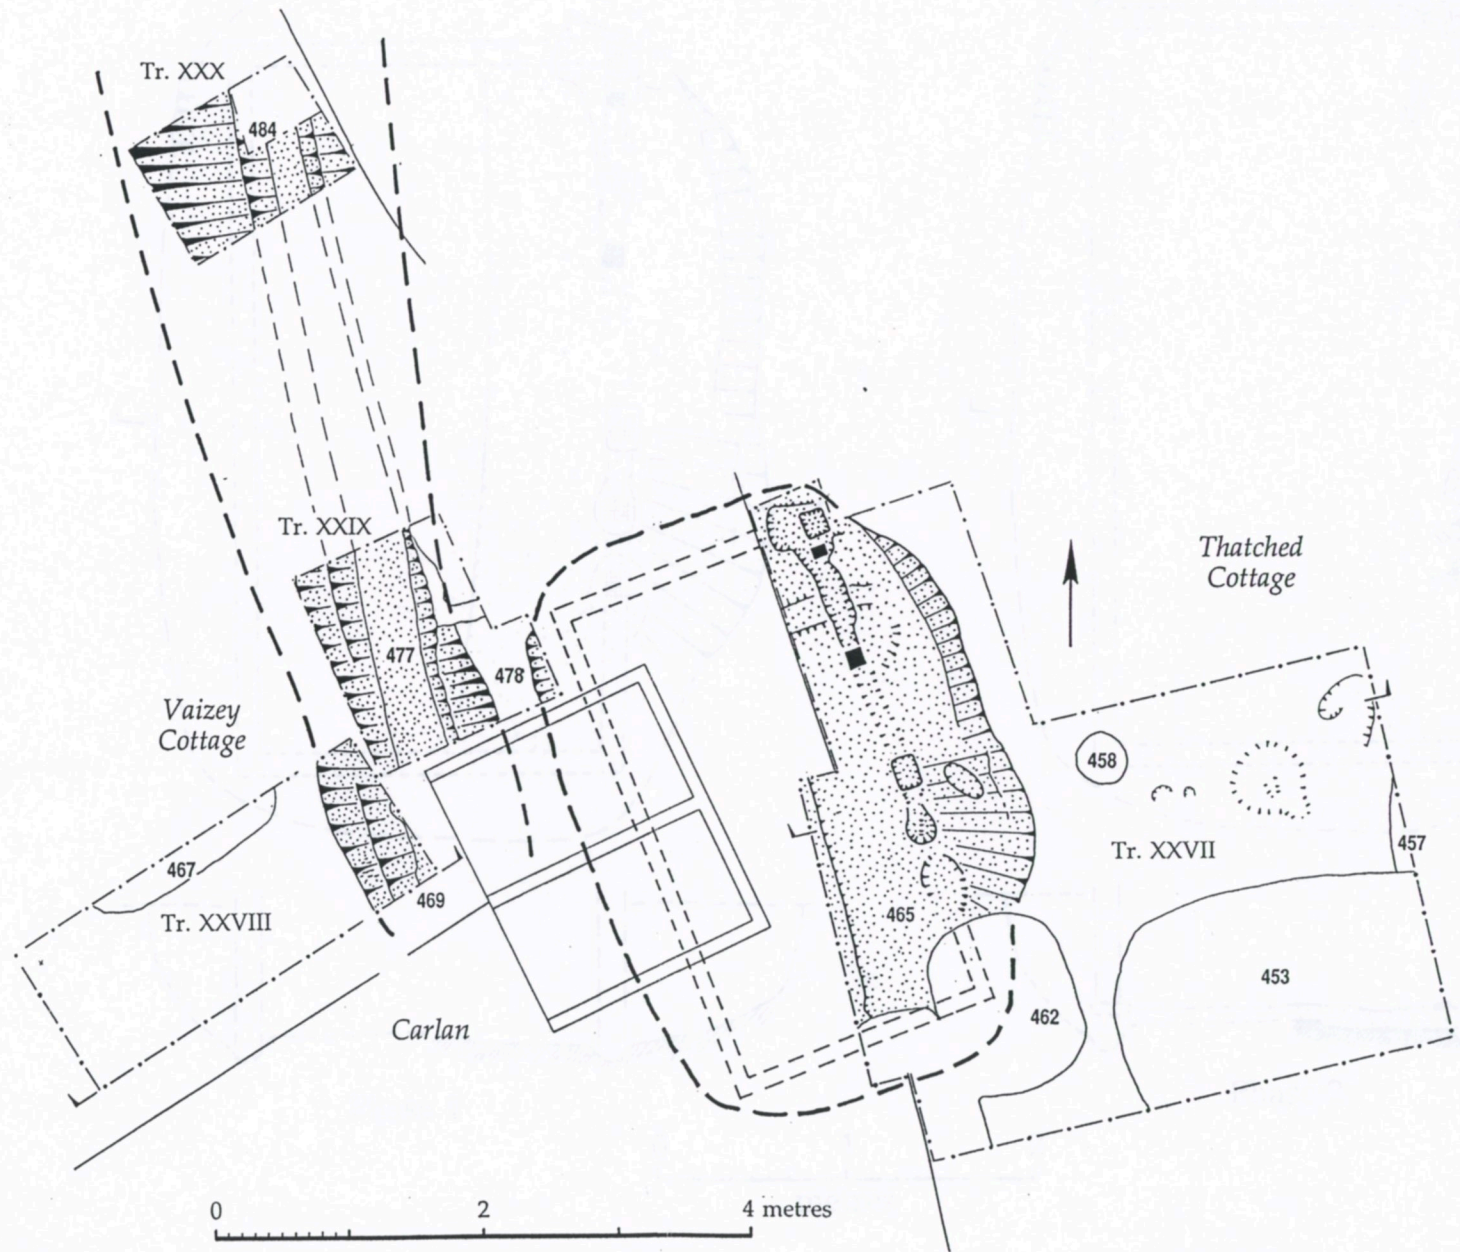 Tr. XXX
484
Tr. XXIX
Thatched
Cottage
477
478
Vaizey
Cottage
458
Tr. XXVII
457
467
469
465
Tr. XXVIII
453
462
Carlan
0 2 4 metres